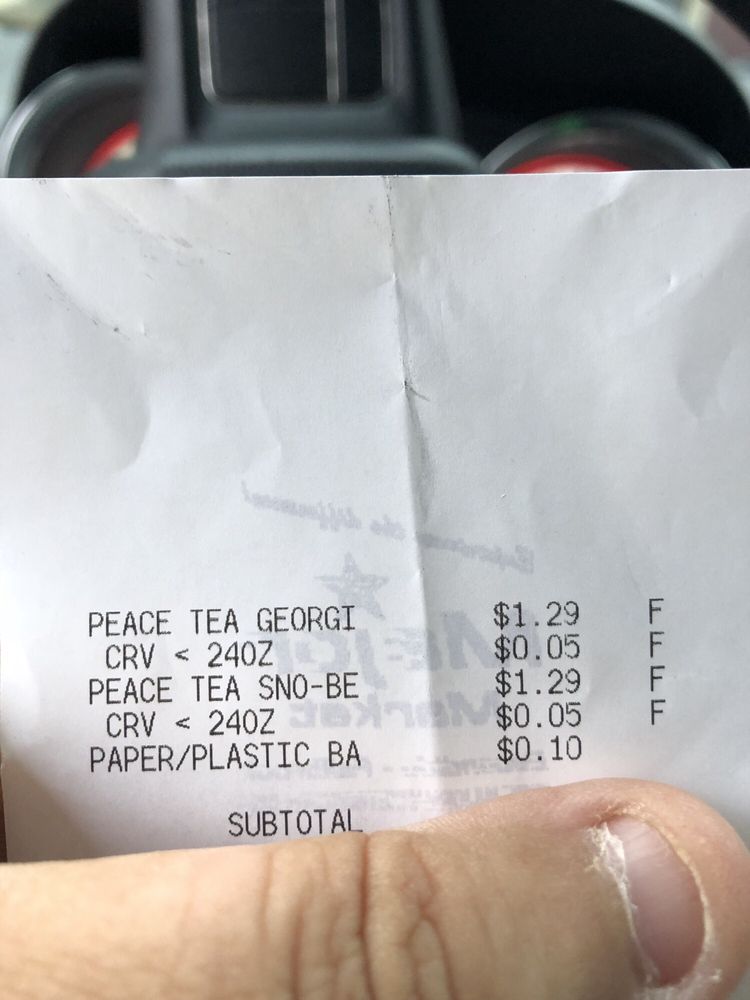 PEACE TEA GEORGI $1.29 F
CRV < 24OZ $0.05 F
PEACE TEA SNO-BE $1.29 F
CRV < 24OZ $0.05 F
PAPER/PLASTIC BA $0.10
SUBTOTAL
Market